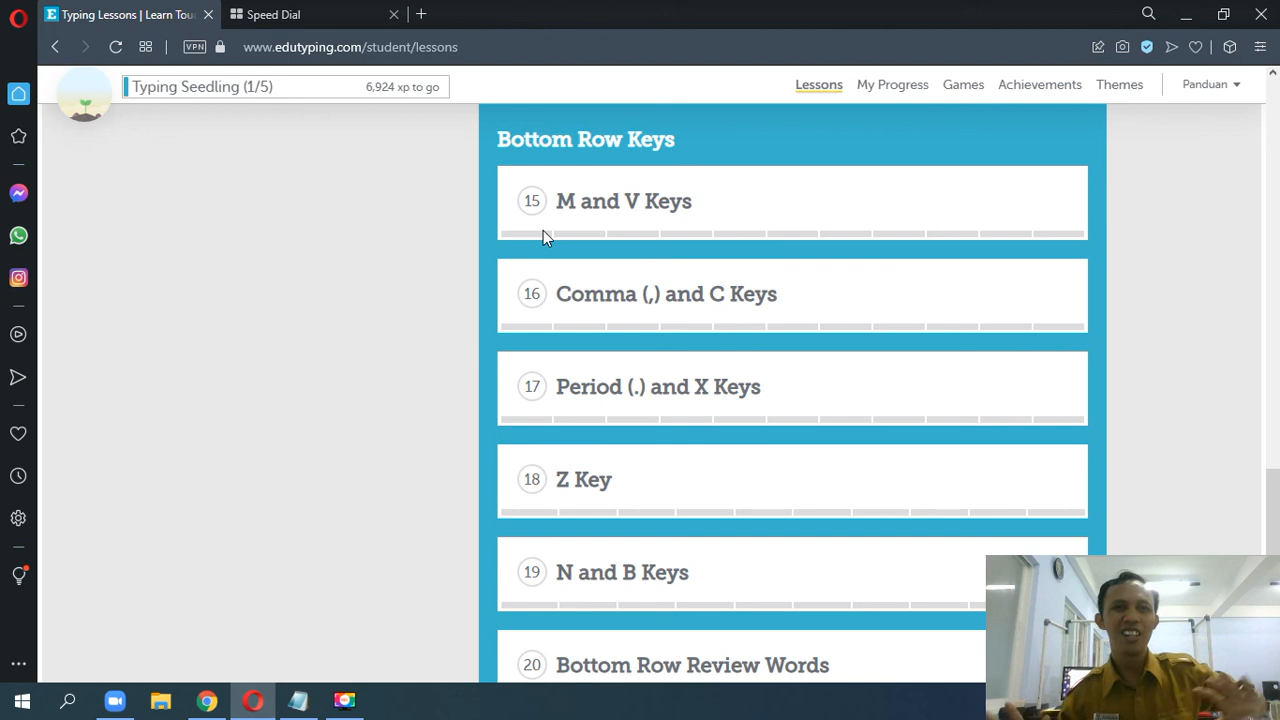 Typing Lessons | Learn Tou
Speed Dial
VPN
www.edutyping.com/student/lessons
Typing Seedling (1/5)
6,924 xp to go
Lessons
My Progress
Games
Achievements
Themes
Panduan
Bottom Row Keys
15
M and V Keys
16
Comma (,) and C Keys
17
Period (.) and X Keys
18
Z Key
19
N and B Keys
20
Bottom Row Review Words